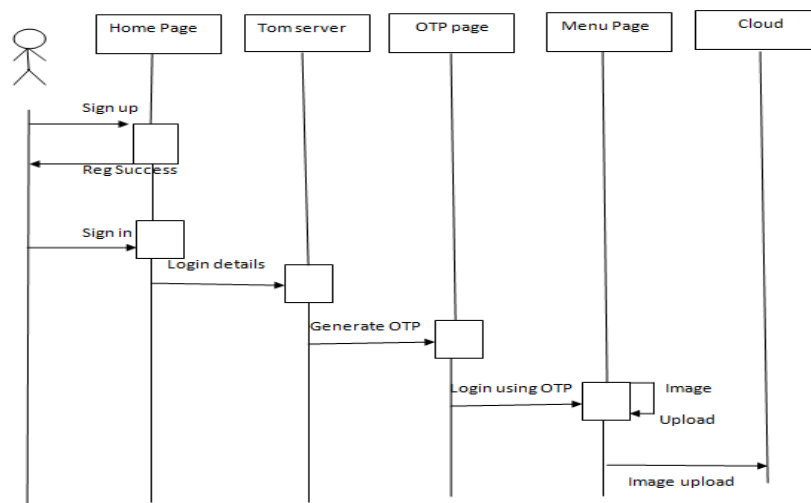 Home Page
Tom server
OTP page
Menu Page
Cloud
Sign up
Reg Success
Sign in
Login details
Generate OTP
Login using OTP
Image
Upload
Image upload